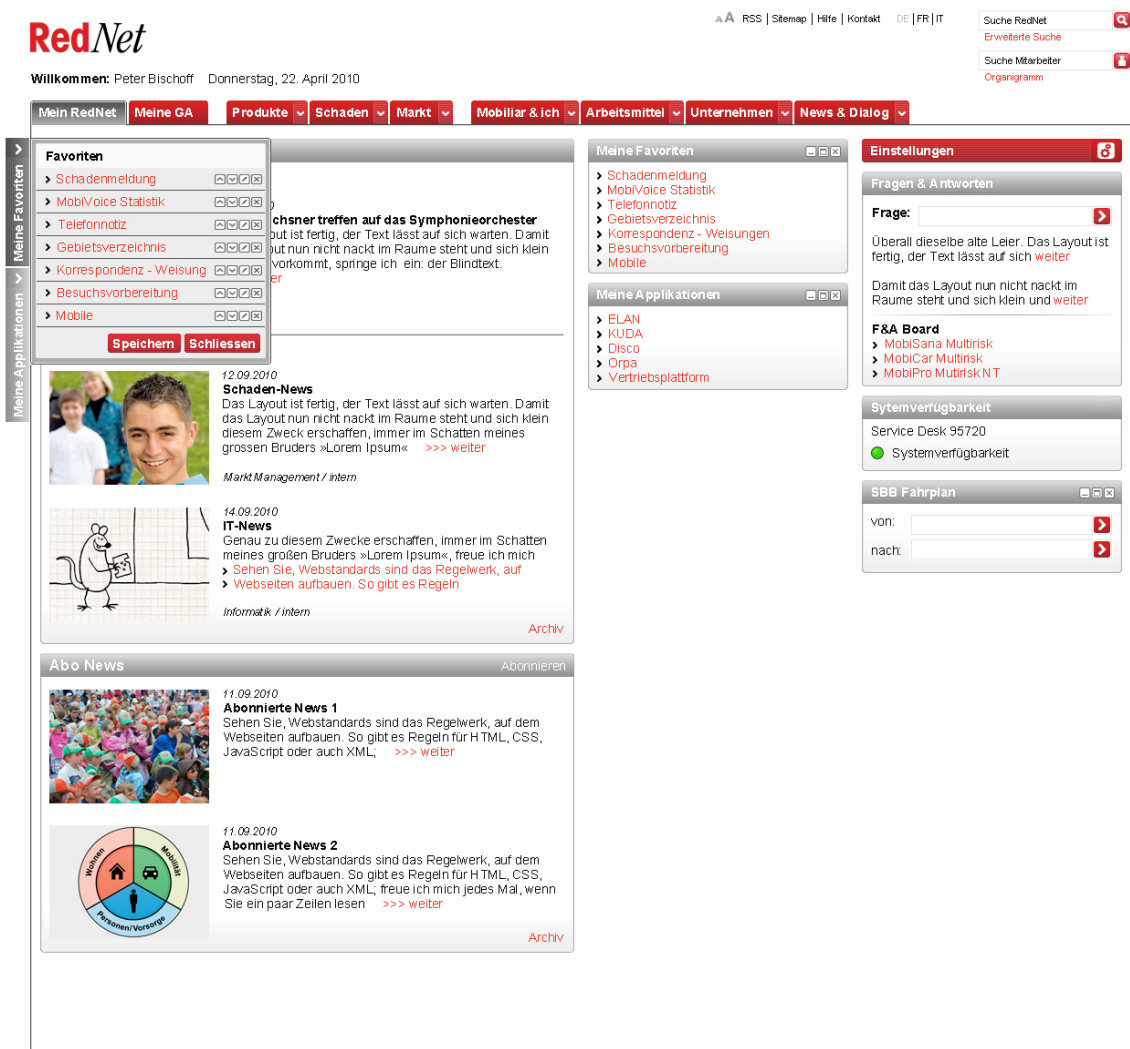 RedNet
AA RSS | Sitemap | Hilfe | Kontakt DE | FR | IT
Suche RedNet
Erweiterte Suche
Suche Mitarbeiter
Organigramm
Willkommen: Peter Bischoff Donnerstag, 22. April 2010
Mein RedNet Meine GA Produkte Schaden Markt Mobiliar & ich Arbeitsmittel Unternehmen News & Dialog
Meine Favoriten
Meine Applikationen
Favoriten
Schadenmeldung
MobiVoice Statistik
Telefonnotiz
Gebietsverzeichnis
Korrespondenz - Weisung
Besuchsvorbereitung
Mobile
Speichern Schliessen
chsner treffen auf das Symphonieorchester
out ist fertig, der Text lässt auf sich warten. Damit
out nun nicht nackt im Raume steht und sich klein
vorkommt, springe ich ein: der Blindtext.
er
12.09.2010
Schaden-News
Das Layout ist fertig, der Text lässt auf sich warten. Damit
das Layout nun nicht nackt im Raume steht und sich klein
diesem Zweck erschaffen, immer im Schatten meines
grossen Bruders »Lorem Ipsum« >>> weiter
Markt Management / intern
14.09.2010
IT-News
Genau zu diesem Zwecke erschaffen, immer im Schatten
meines großen Bruders »Lorem Ipsum«, freue ich mich
Sehen Sie, Webstandards sind das Regelwerk, auf
Webseiten aufbauen. So gibt es Regeln
Informatik / intern
Archiv
Abo News Abonnieren
11.09.2010
Abonnierte News 1
Sehen Sie, Webstandards sind das Regelwerk, auf dem
Webseiten aufbauen. So gibt es Regeln für HTML, CSS,
JavaScript oder auch XML; >>> weiter
Wohnen
Mobilität
Personen/Vorsorge
11.09.2010
Abonnierte News 2
Sehen Sie, Webstandards sind das Regelwerk, auf dem
Webseiten aufbauen. So gibt es Regeln für HTML, CSS,
JavaScript oder auch XML; freue ich mich jedes Mal, wenn
Sie ein paar Zeilen lesen >>> weiter
Archiv
Meine Favoriten
Schadenmeldung
MobiVoice Statistik
Telefonnotiz
Gebietsverzeichnis
Korrespondenz - Weisungen
Besuchsvorbereitung
Mobile
Meine Applikationen
ELAN
KUDA
Disco
Orpa
Vertriebsplattform
Einstellungen
Fragen & Antworten
Frage:
Überall dieselbe alte Leier. Das Layout ist
fertig, der Text lässt auf sich weiter
Damit das Layout nun nicht nackt im
Raume steht und sich klein und weiter
F&A Board
MobiSana Multirisk
MobiCar Multirisk
MobiPro Mutirisk NT
Sytemverfugbarkeit
Service Desk 95720
Systemverfügbarkeit
SBB Fahrplan
von:
nach: